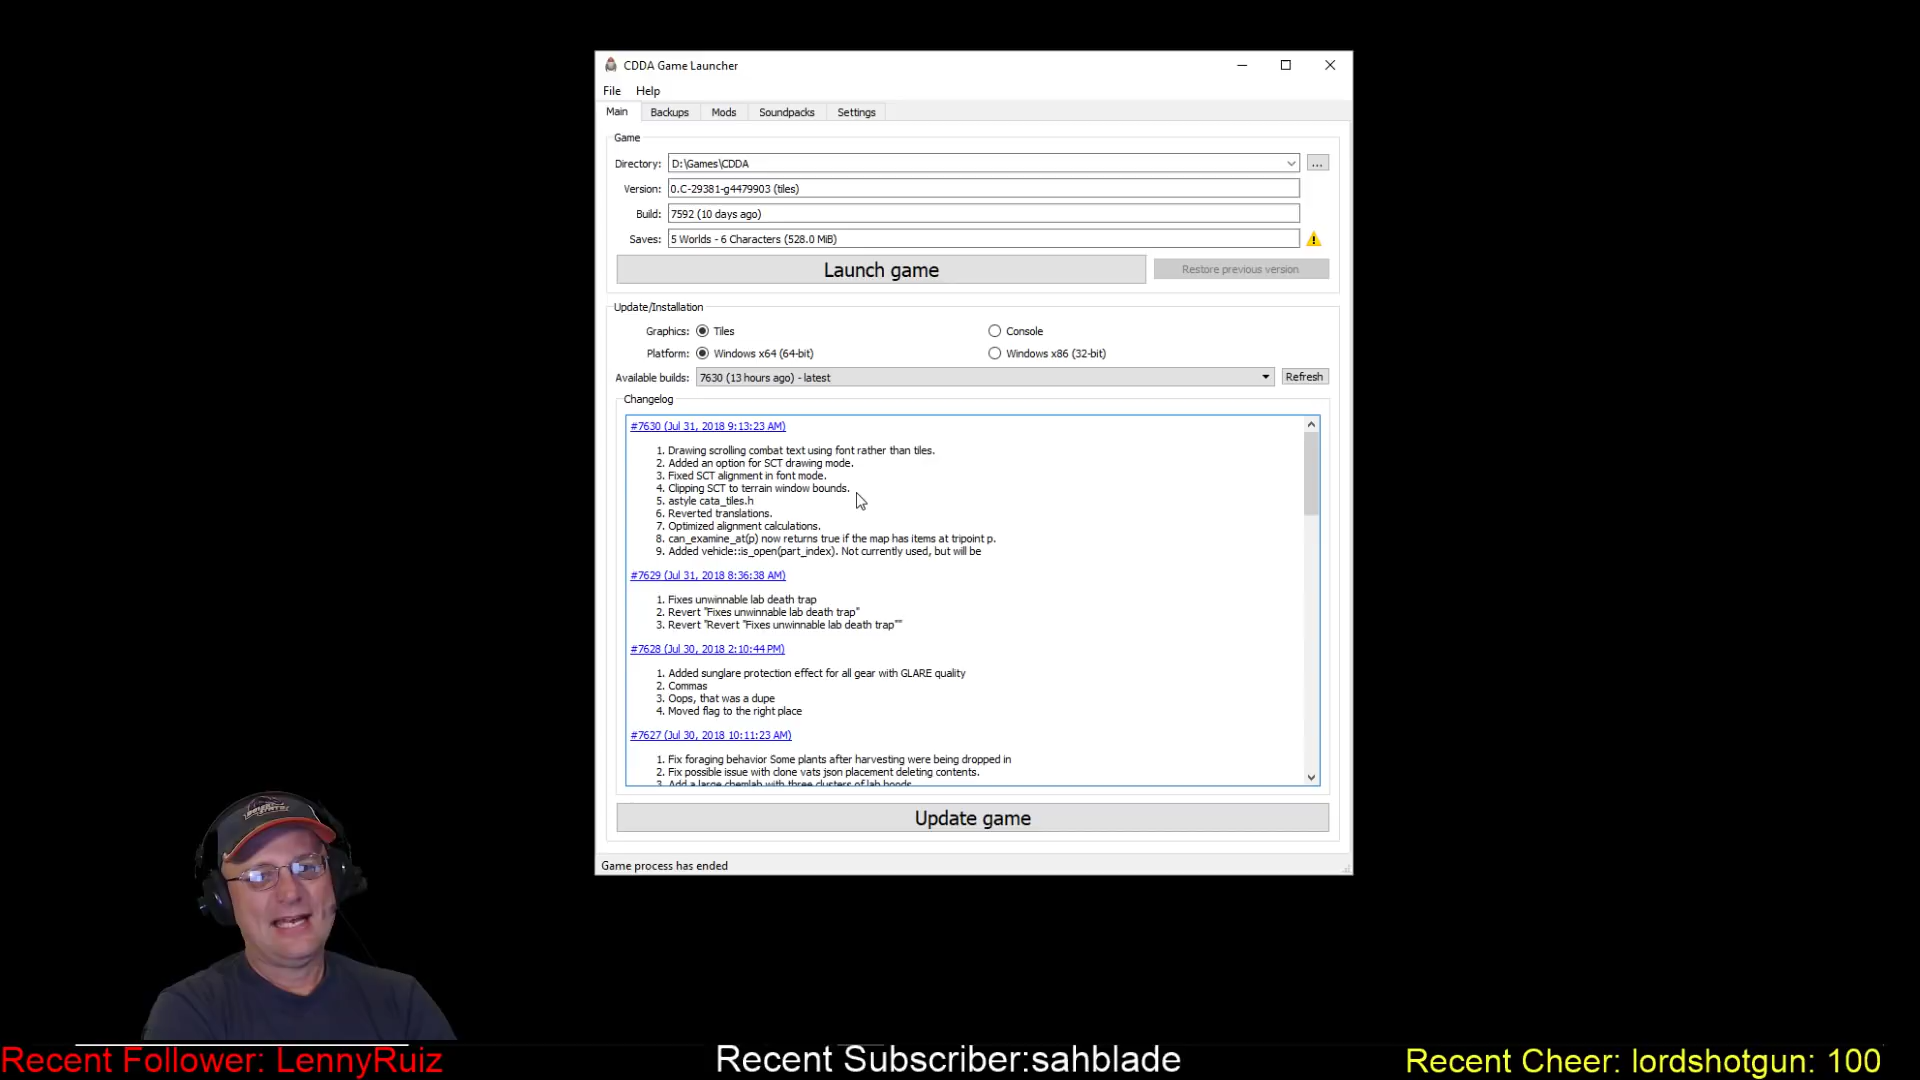 CDDA Game Launcher
File Help
Main Backups Mods Soundpacks Settings
Game
Directory: D:\Games\CDDA ...
Version: 0.C-29381-g4479903 (tiles)
Build: 7592 (10 days ago)
Saves: 5 Worlds - 6 Characters (528.0 MiB)
Launch game Restore previous version
Update/Installation
Graphics: Tiles Console
Platform: Windows x64 (64-bit) Windows x86 (32-bit)
Available builds: 7630 (13 hours ago) - latest Refresh
Changelog
#7630 (Jul 31, 2018 9:13:23 AM)
1. Drawing scrolling combat text using font rather than tiles.
2. Added an option for SCT drawing mode.
3. Fixed SCT alignment in font mode.
4. Clipping SCT to terrain window bounds.
5. astyle cata_tiles.h
6. Reverted translations.
7. Optimized alignment calculations.
8. can_examine_at(p) now returns true if the map has items at tripoint p.
9. Added vehicle::is_open(part_index). Not currently used, but will be
#7629 (Jul 31, 2018 8:36:38 AM)
1. Fixes unwinnable lab death trap
2. Revert "Fixes unwinnable lab death trap"
3. Revert "Revert "Fixes unwinnable lab death trap""
#7628 (Jul 30, 2018 2:10:44 PM)
1. Added sunglare protection effect for all gear with GLARE quality
2. Commas
3. Oops, that was a dupe
4. Moved flag to the right place
#7627 (Jul 30, 2018 10:11:23 AM)
1. Fix foraging behavior Some plants after harvesting were being dropped in
2. Fix possible issue with clone vats json placement deleting contents.
3. Add a large chemlab with three clusters of lab hoods
Update game
Game process has ended
Recent Follower: LennyRuiz
Recent Subscriber:sahblade
Recent Cheer: lordshotgun: 100